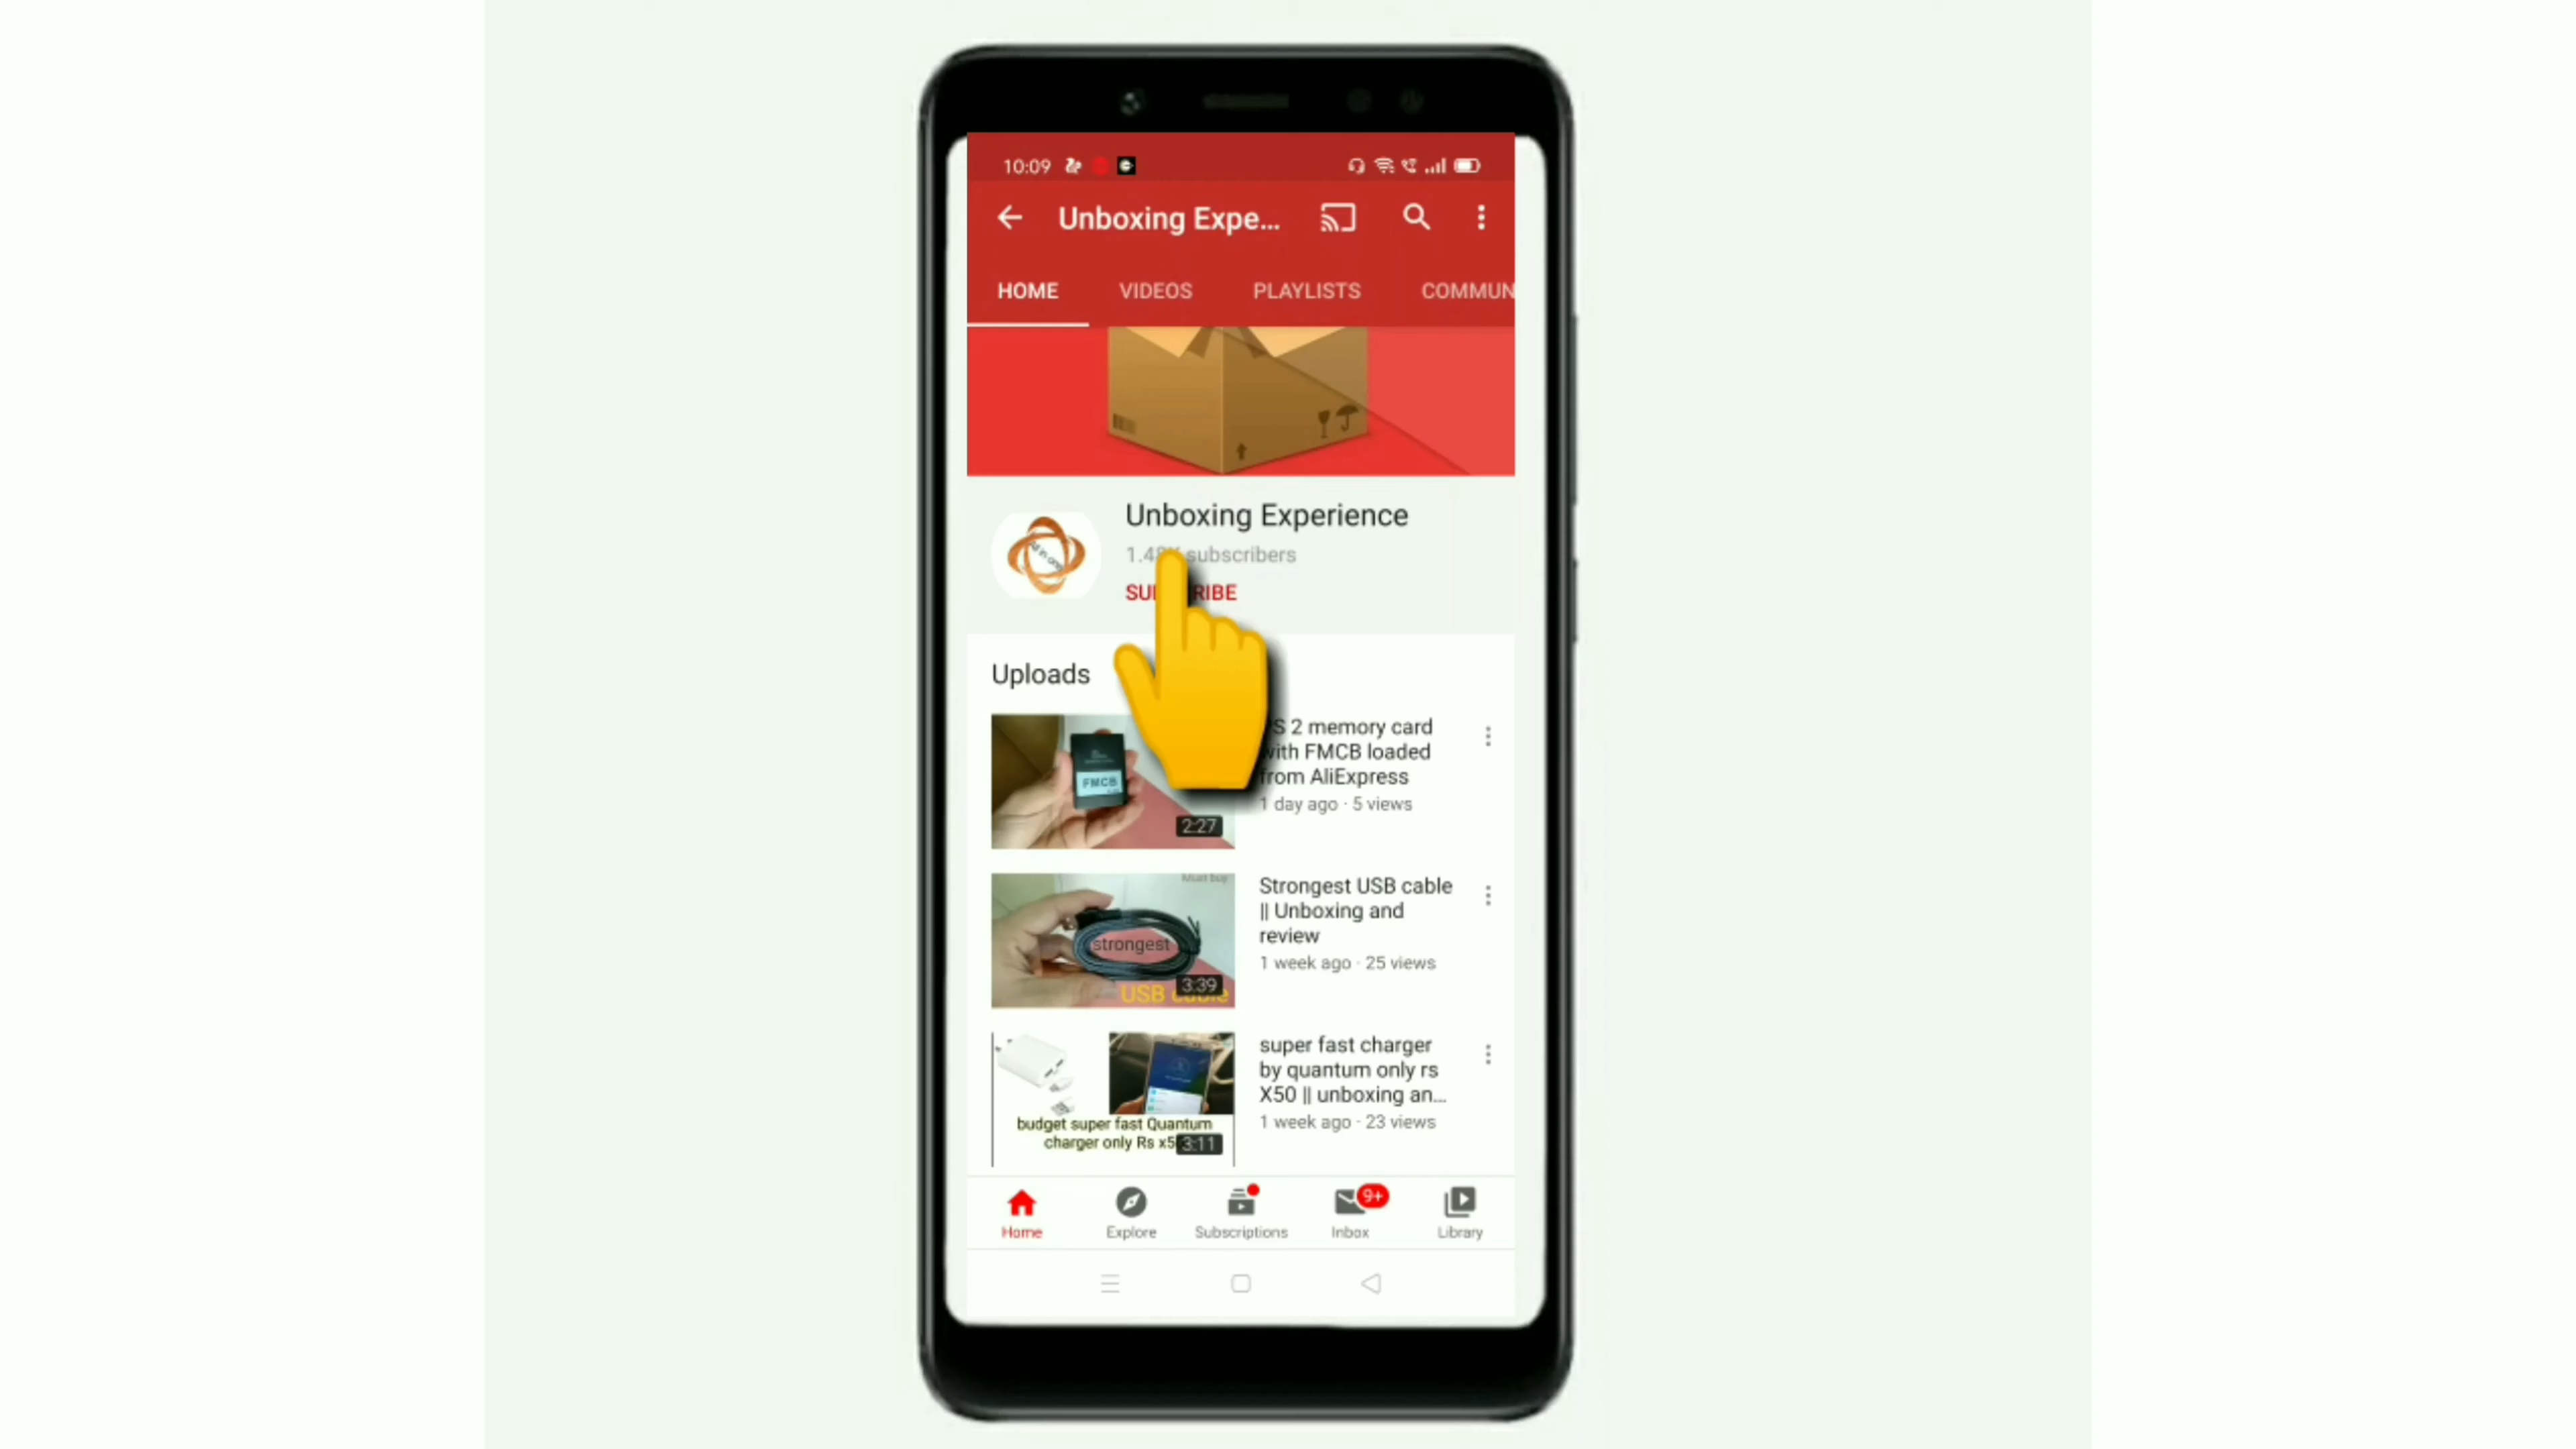 10:09
Unboxing Expe...
HOME VIDEOS PLAYLISTS COMMUN
Unboxing Experience
subscribers
Uploads
2 memory card
with FMCB loaded
from AliExpress
1 day ago · 5 views
FMCB
2:27
Strongest USB cable
|| Unboxing and
review
1 week ago · 25 views
Must buy
strongest
USB
3:39
super fast charger
by quantum only rs
X50 || unboxing an...
1 week ago · 23 views
budget super fast Quantum
charger only Rs
3:11
9+
Home Explore Subscriptions Inbox Library